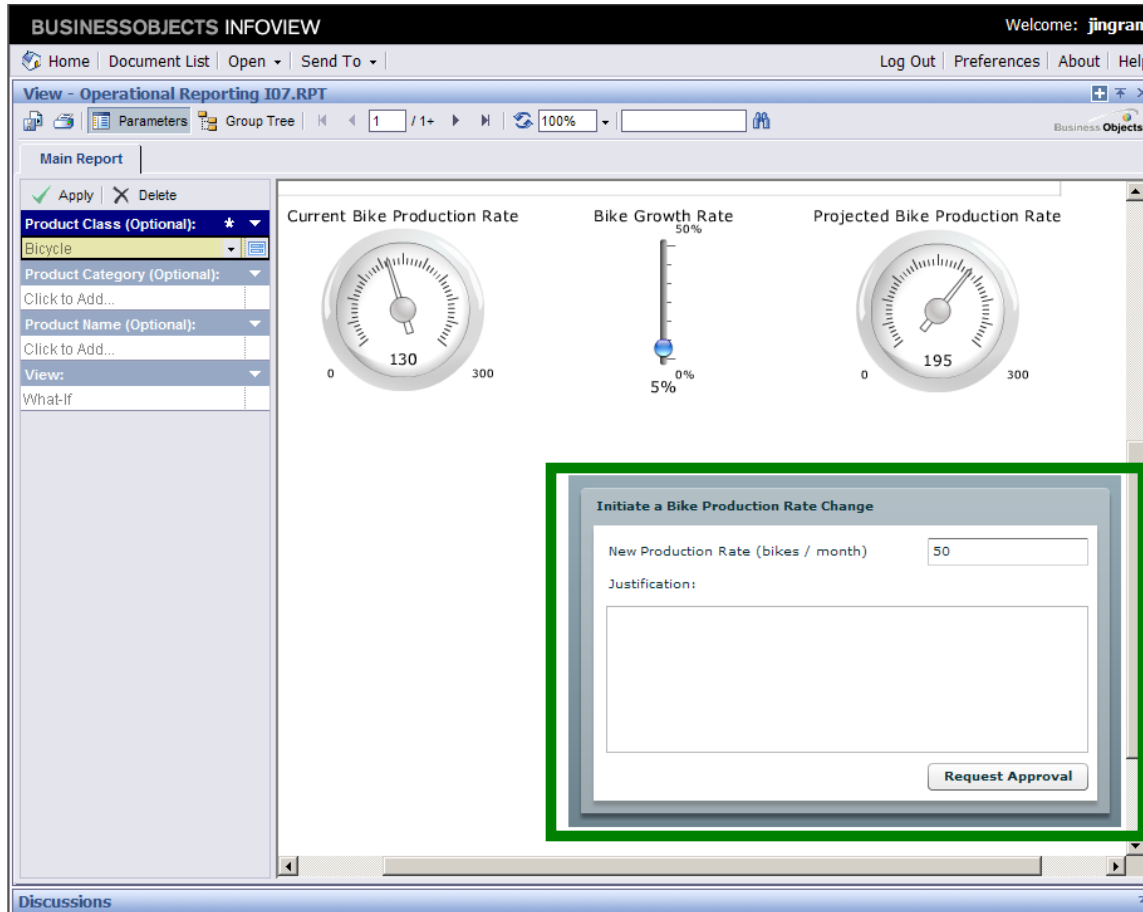 BUSINESSOBJECTS INFOVIEW Welcome: jingram
Home Document List Open Send To Log Out Preferences About Help
View - Operational Reporting I07.RPT
Parameters Group Tree 1 / 1+ 100% Business Objects
Main Report
Apply Delete
Product Class (Optional): *
Bicycle
Product Category (Optional):
Click to Add...
Product Name (Optional):
Click to Add...
View:
What-If
Current Bike Production Rate
130
0 300
Bike Growth Rate
50%
0%
5%
Projected Bike Production Rate
195
0 300
Initiate a Bike Production Rate Change
New Production Rate (bikes / month) 50
Justification:
Request Approval
Discussions